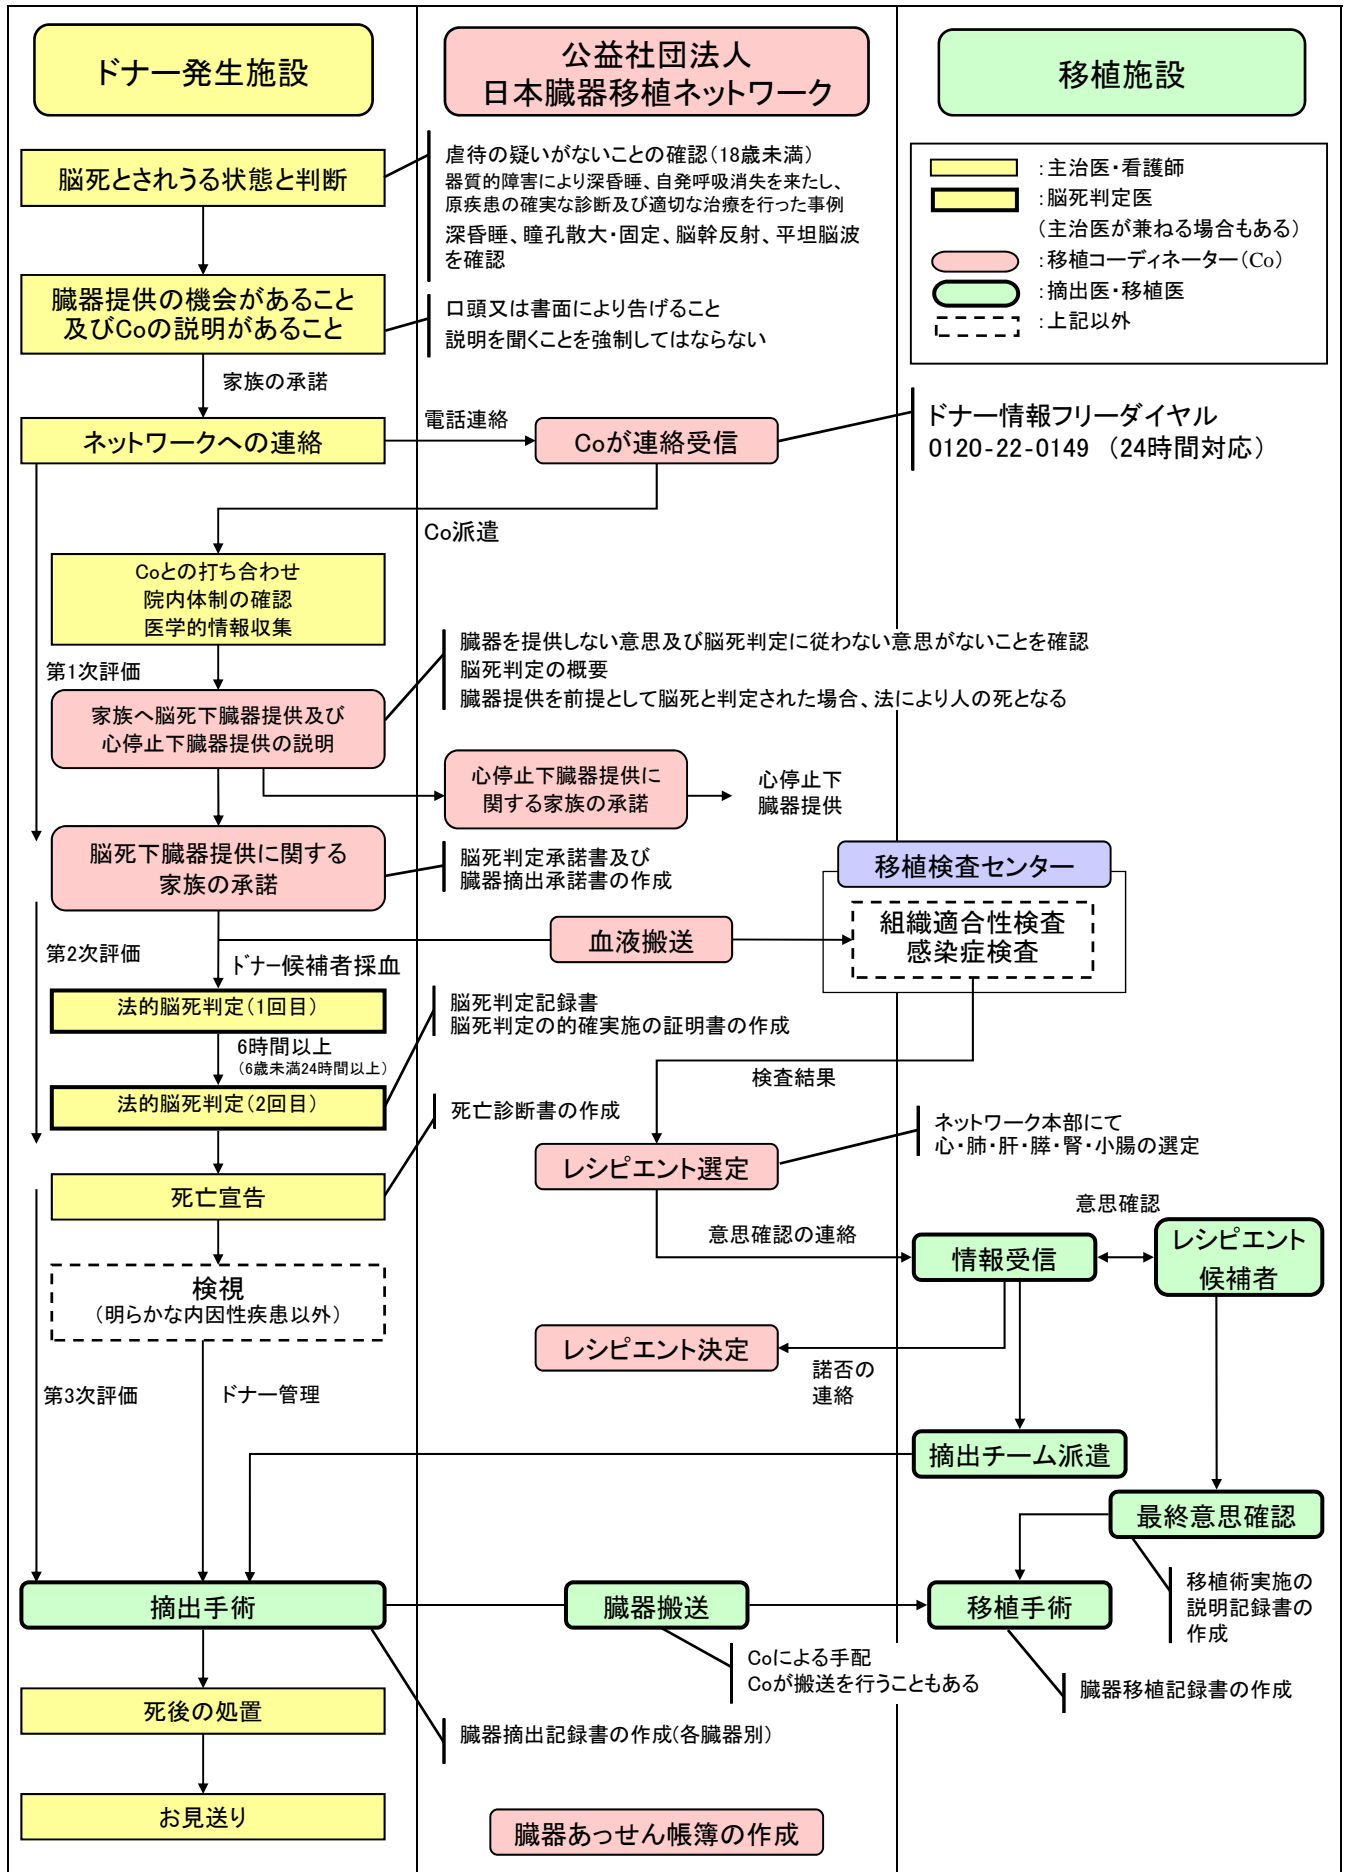 ドナー発生施設
公益社団法人
日本臓器移植ネットワーク
移植施設
脳死とされうる状態と判断
虐待の疑いがないことの確認(18歳未満)
器質的障害により深昏睡、自発呼吸消失を来たし、
原疾患の確実な診断及び適切な治療を行った事例
深昏睡、瞳孔散大・固定、脳幹反射、平坦脳波
を確認
:主治医・看護師
:脳死判定医
(主治医が兼ねる場合もある)
:移植コーディネーター(Co)
:摘出医・移植医
:上記以外
臓器提供の機会があること
及びCoの説明があること
口頭又は書面により告げること
説明を聞くことを強制してはならない
家族の承諾
ネットワークへの連絡
電話連絡
Coが連絡受信
ドナー情報フリーダイヤル
0120-22-0149 (24時間対応)
Co派遣
Coとの打ち合わせ
院内体制の確認
医学的情報収集
第1次評価
臓器を提供しない意思及び脳死判定に従わない意思がないことを確認
脳死判定の概要
臓器提供を前提として脳死と判定された場合、法により人の死となる
家族へ脳死下臓器提供及び
心停止下臓器提供の説明
心停止下臓器提供に
関する家族の承諾
心停止下
臓器提供
脳死下臓器提供に関する
家族の承諾
脳死判定承諾書及び
臓器摘出承諾書の作成
移植検査センター
組織適合性検査
感染症検査
血液搬送
第2次評価
ドナー候補者採血
法的脳死判定(1回目)
脳死判定記録書
脳死判定の的確実施の証明書の作成
6時間以上
(6歳未満24時間以上)
検査結果
法的脳死判定(2回目)
死亡診断書の作成
ネットワーク本部にて
心・肺・肝・膵・腎・小腸の選定
レシピエント選定
死亡宣告
意思確認の連絡
意思確認
情報受信
レシピエント
候補者
検視
(明らかな内因性疾患以外)
レシピエント決定
諾否の
連絡
第3次評価
ドナー管理
摘出チーム派遣
最終意思確認
移植術実施の
説明記録書の
作成
摘出手術
臓器搬送
移植手術
Coによる手配
Coが搬送を行うこともある
臓器移植記録書の作成
死後の処置
臓器摘出記録書の作成(各臓器別)
お見送り
臓器あっせん帳簿の作成